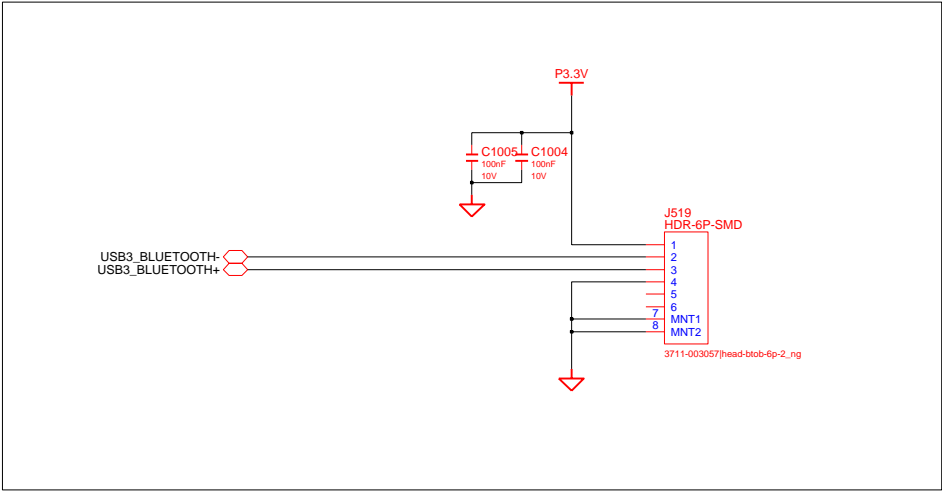 P3.3V
C1005
100nF
10V
C1004
100nF
10V
J519
HDR-6P-SMD
USB3_BLUETOOTH-
USB3_BLUETOOTH+
1
2
3
4
5
6
7
MNT1
8
MNT2
3711-003057|head-btob-6p-2_ng